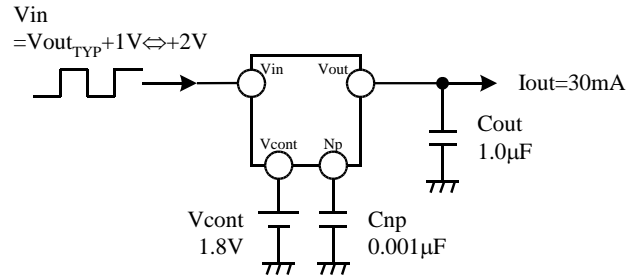 Vin
=Vout_TYP+1V⇔+2V
Vin
Vout
Iout=30mA
Cout
1.0μF
Vcont
Np
Vcont
1.8V
Cnp
0.001μF